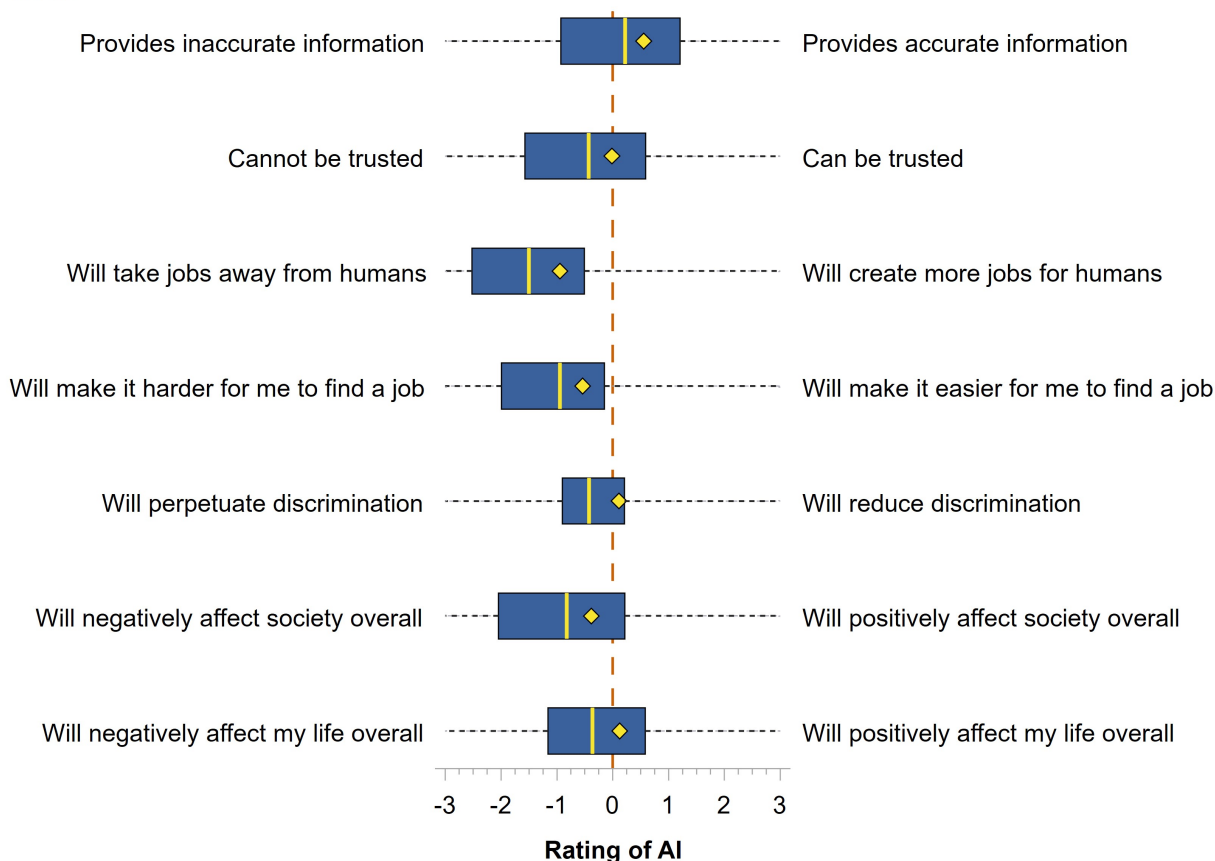 Provides inaccurate information
Provides accurate information
Cannot be trusted
Can be trusted
Will take jobs away from humans
Will create more jobs for humans
Will make it harder for me to find a job
Will make it easier for me to find a job
Will perpetuate discrimination
Will reduce discrimination
Will negatively affect society overall
Will positively affect society overall
Will negatively affect my life overall
Will positively affect my life overall
-3 -2 -1 0 1 2 3
Rating of AI